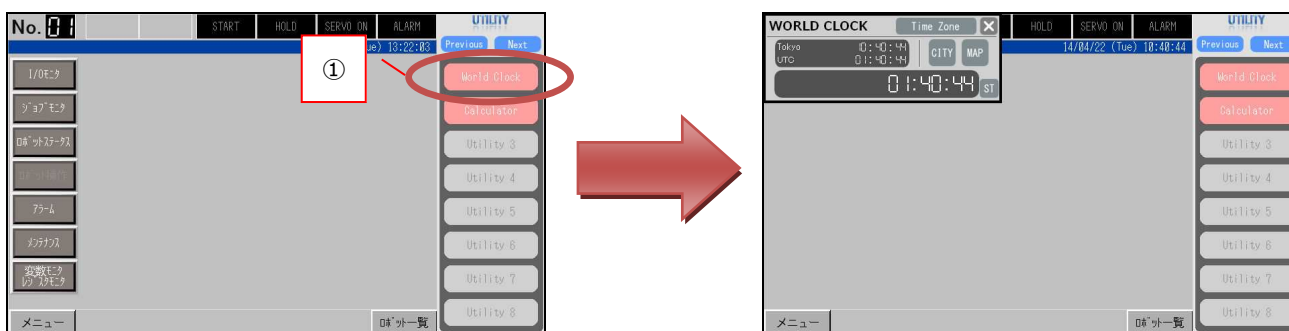 No. 01 START HOLD SERVO ON ALARM UTILITY
ue) 13:22:03 Previous Next
①
I/Oモニタ
ジョブモニタ
ロボットステータス
アラーム
メンテナンス
変数モニタ
レジスタモニタ
メニュー
ロボット一覧
World Clock
Calculator
Utility 3
Utility 4
Utility 5
Utility 6
Utility 7
Utility 8
WORLD CLOCK Time Zone X HOLD SERVO ON ALARM UTILITY
14/04/22 (Tue) 10:40:44 Previous Next
Tokyo 10:40:44
UTC 01:40:44
CITY MAP
01:40:44 ST
World Clock
Calculator
Utility 3
Utility 4
Utility 5
Utility 6
Utility 7
Utility 8
メニュー
ロボット一覧